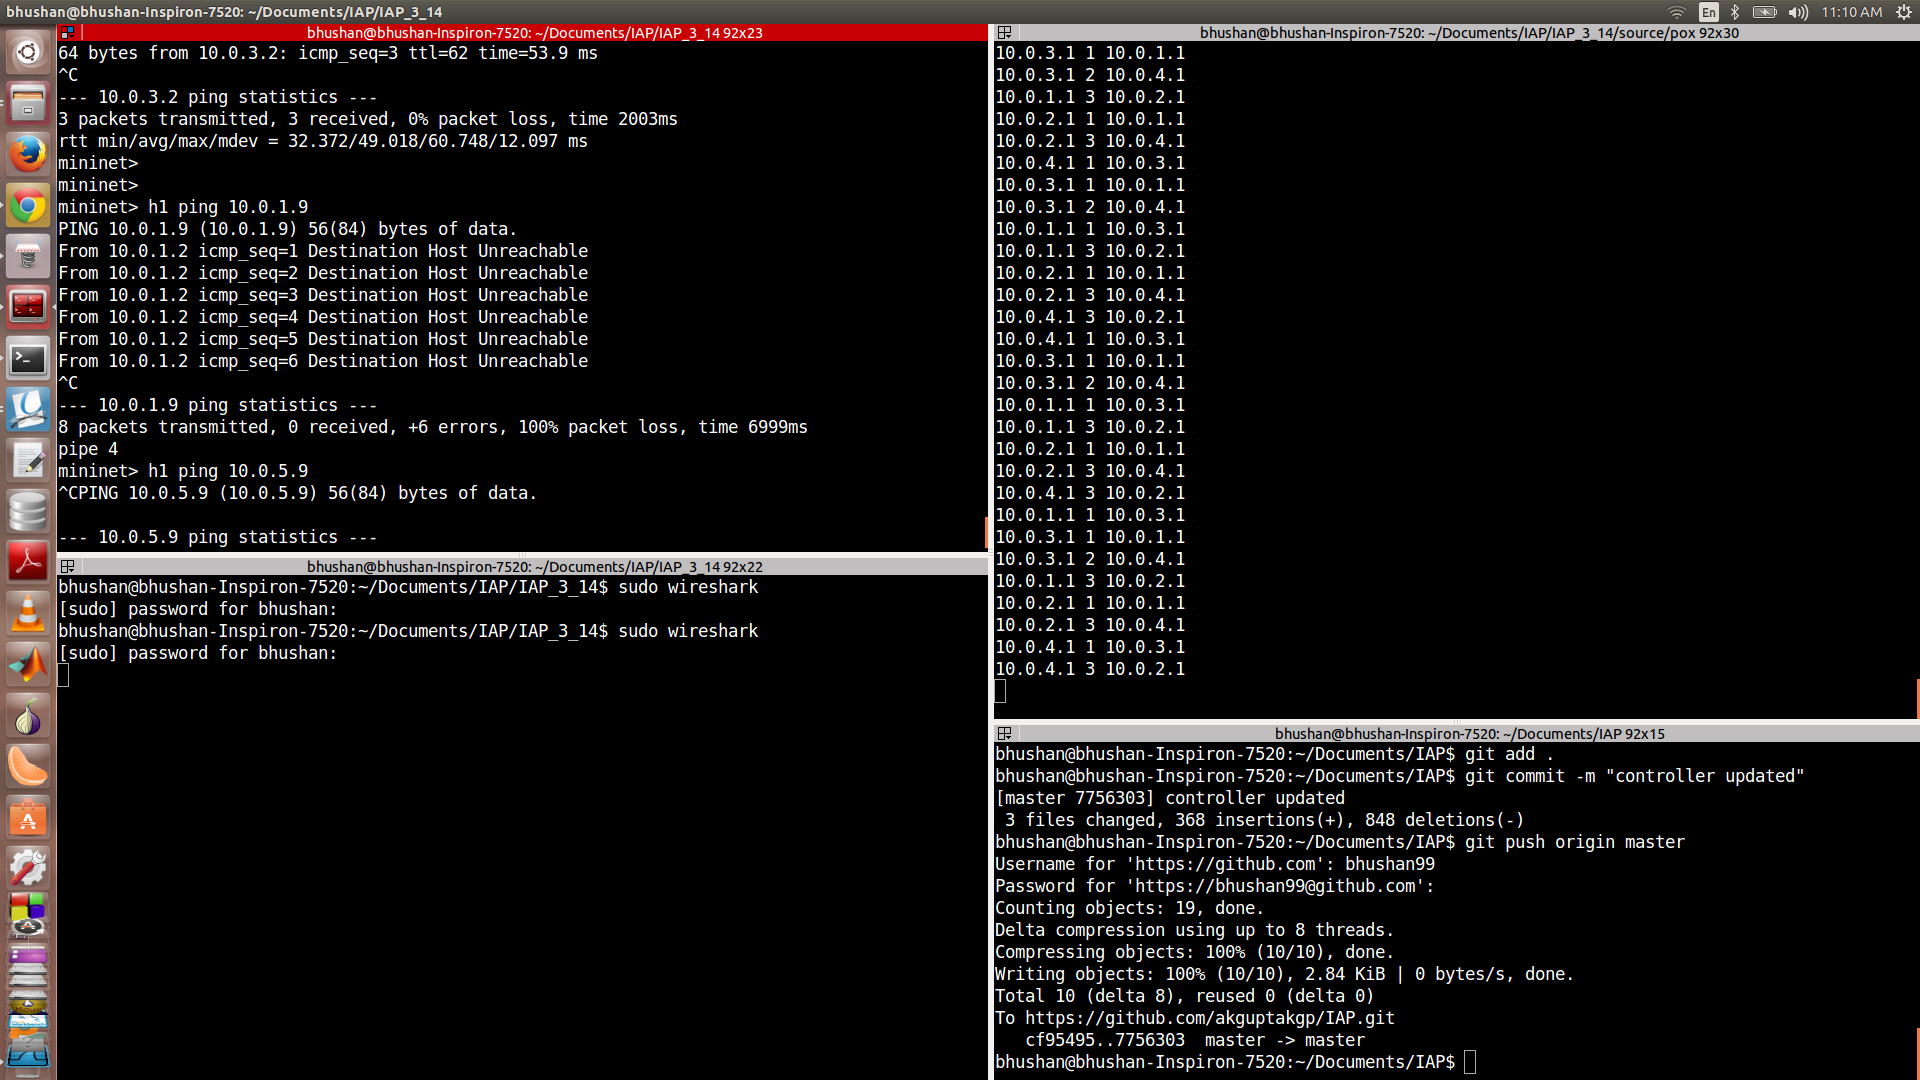 bhushan@bhushan-Inspiron-7520: ~/Documents/IAP/IAP_3_14
En
11:10 AM
bhushan@bhushan-Inspiron-7520: ~/Documents/IAP/IAP_3_14 92x23
64 bytes from 10.0.3.2: icmp_seq=3 ttl=62 time=53.9 ms
^C
--- 10.0.3.2 ping statistics ---
3 packets transmitted, 3 received, 0% packet loss, time 2003ms
rtt min/avg/max/mdev = 32.372/49.018/60.748/12.097 ms
mininet>
mininet>
mininet> h1 ping 10.0.1.9
PING 10.0.1.9 (10.0.1.9) 56(84) bytes of data.
From 10.0.1.2 icmp_seq=1 Destination Host Unreachable
From 10.0.1.2 icmp_seq=2 Destination Host Unreachable
From 10.0.1.2 icmp_seq=3 Destination Host Unreachable
From 10.0.1.2 icmp_seq=4 Destination Host Unreachable
From 10.0.1.2 icmp_seq=5 Destination Host Unreachable
From 10.0.1.2 icmp_seq=6 Destination Host Unreachable
^C
--- 10.0.1.9 ping statistics ---
8 packets transmitted, 0 received, +6 errors, 100% packet loss, time 6999ms
pipe 4
mininet> h1 ping 10.0.5.9
^CPING 10.0.5.9 (10.0.5.9) 56(84) bytes of data.
--- 10.0.5.9 ping statistics ---
bhushan@bhushan-Inspiron-7520: ~/Documents/IAP/IAP_3_14 92x22
bhushan@bhushan-Inspiron-7520:~/Documents/IAP/IAP_3_14$ sudo wireshark
[sudo] password for bhushan:
bhushan@bhushan-Inspiron-7520:~/Documents/IAP/IAP_3_14$ sudo wireshark
[sudo] password for bhushan:
bhushan@bhushan-Inspiron-7520: ~/Documents/IAP/IAP_3_14/source/pox 92x30
10.0.3.1 1 10.0.1.1
10.0.3.1 2 10.0.4.1
10.0.1.1 3 10.0.2.1
10.0.2.1 1 10.0.1.1
10.0.2.1 3 10.0.4.1
10.0.4.1 1 10.0.3.1
10.0.3.1 1 10.0.1.1
10.0.3.1 2 10.0.4.1
10.0.1.1 1 10.0.3.1
10.0.1.1 3 10.0.2.1
10.0.2.1 1 10.0.1.1
10.0.2.1 3 10.0.4.1
10.0.4.1 3 10.0.2.1
10.0.4.1 1 10.0.3.1
10.0.3.1 1 10.0.1.1
10.0.3.1 2 10.0.4.1
10.0.1.1 1 10.0.3.1
10.0.1.1 3 10.0.2.1
10.0.2.1 1 10.0.1.1
10.0.2.1 3 10.0.4.1
10.0.4.1 3 10.0.2.1
10.0.1.1 1 10.0.3.1
10.0.3.1 1 10.0.1.1
10.0.3.1 2 10.0.4.1
10.0.1.1 3 10.0.2.1
10.0.2.1 1 10.0.1.1
10.0.2.1 3 10.0.4.1
10.0.4.1 1 10.0.3.1
10.0.4.1 3 10.0.2.1
bhushan@bhushan-Inspiron-7520: ~/Documents/IAP 92x15
bhushan@bhushan-Inspiron-7520:~/Documents/IAP$ git add .
bhushan@bhushan-Inspiron-7520:~/Documents/IAP$ git commit -m "controller updated"
[master 7756303] controller updated
3 files changed, 368 insertions(+), 848 deletions(-)
bhushan@bhushan-Inspiron-7520:~/Documents/IAP$ git push origin master
Username for 'https://github.com': bhushan99
Password for 'https://bhushan99@github.com':
Counting objects: 19, done.
Delta compression using up to 8 threads.
Compressing objects: 100% (10/10), done.
Writing objects: 100% (10/10), 2.84 KiB | 0 bytes/s, done.
Total 10 (delta 8), reused 0 (delta 0)
To https://github.com/akguptakgp/IAP.git
cf95495..7756303  master -> master
bhushan@bhushan-Inspiron-7520:~/Documents/IAP$